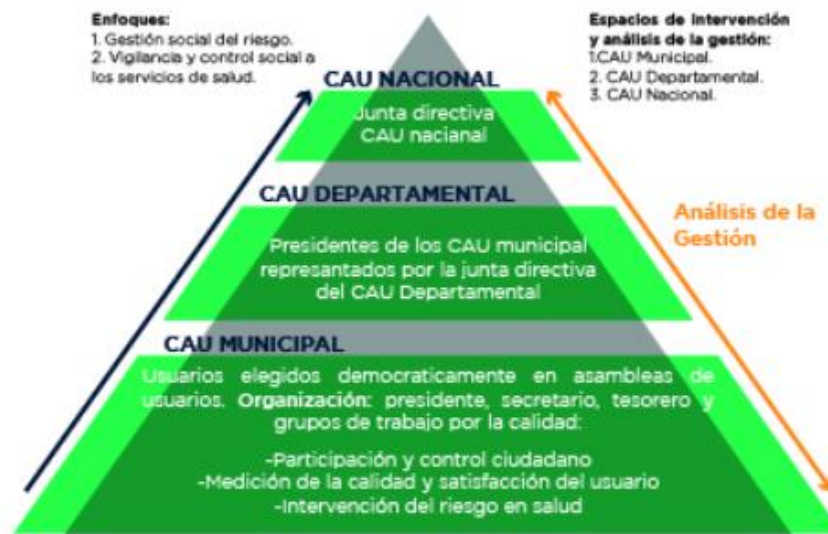 Enfoques:
1. Gestión social del riesgo.
2. Vigilancia y control social a
los servicios de salud.
Espacios de intervención
y análisis de la gestión:
1.CAU Municipal.
2. CAU Departamental.
3. CAU Nacional.
CAU NACIONAL
Junta directiva
CAU nacianal
CAU DEPARTAMENTAL
Presidentes de los CAU municipal
represantados por la junta directiva
del CAU Departamental
Análisis de la
Gestión
CAU MUNICIPAL
Usuarios elegidos democraticamente en asambleas de
usuarios. Organización: presidente, secretario, tesorero y
grupos de trabajo por la calidad:
-Participación y control ciudadano
-Medición de la calidad y satisfacción del usuario
-Intervención del riesgo en salud